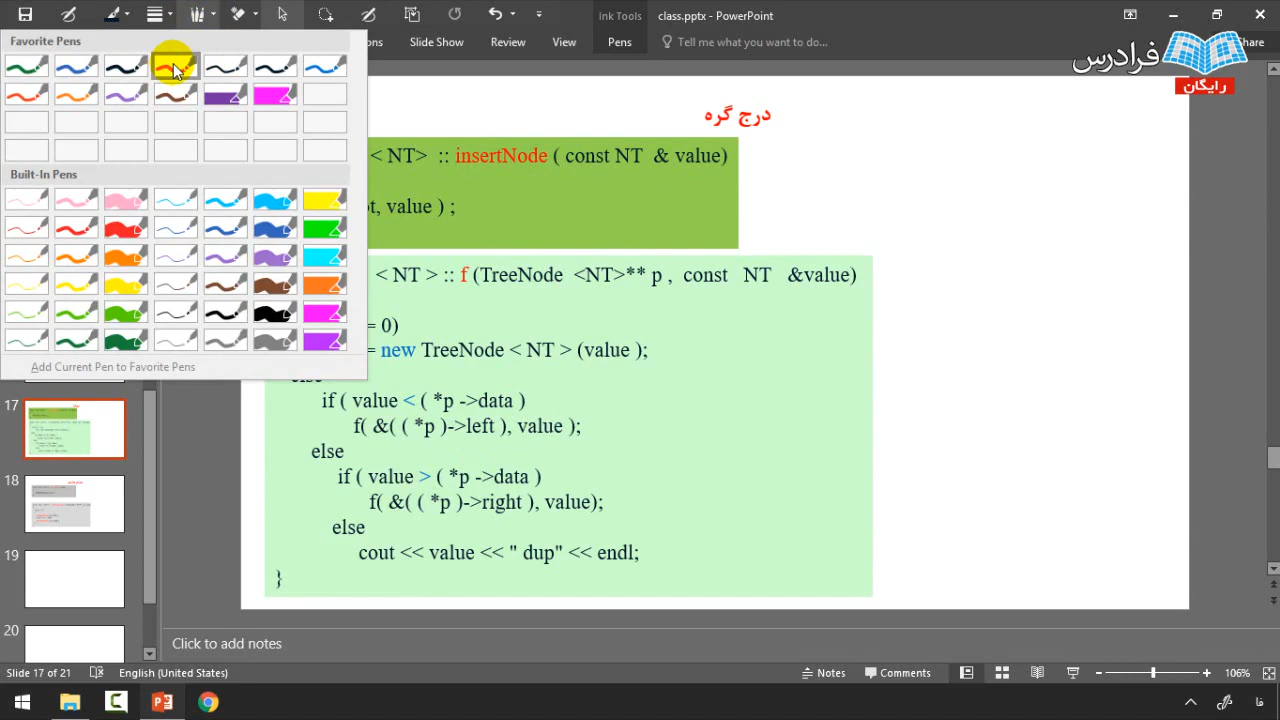 Ink Tools
class.pptx - PowerPoint
ons
Slide Show
Review
View
Pens
Tell me what you want to do...
Share
فرادرس
رایگان
Favorite Pens
Built-In Pens
Add Current Pen to Favorite Pens
درج گره
< NT> :: insertNode ( const NT & value)
, value ) ;
< NT > :: f (TreeNode <NT>** p , const NT &value)
= 0)
= new TreeNode < NT > (value );
else
if ( value < ( *p ->data )
f( &( ( *p )->left ), value );
else
if ( value > ( *p ->data )
f( &( ( *p )->right ), value);
else
cout << value << " dup" << endl;
}
17
18
19
20
Click to add notes
Slide 17 of 21
English (United States)
Notes
Comments
106%
فا